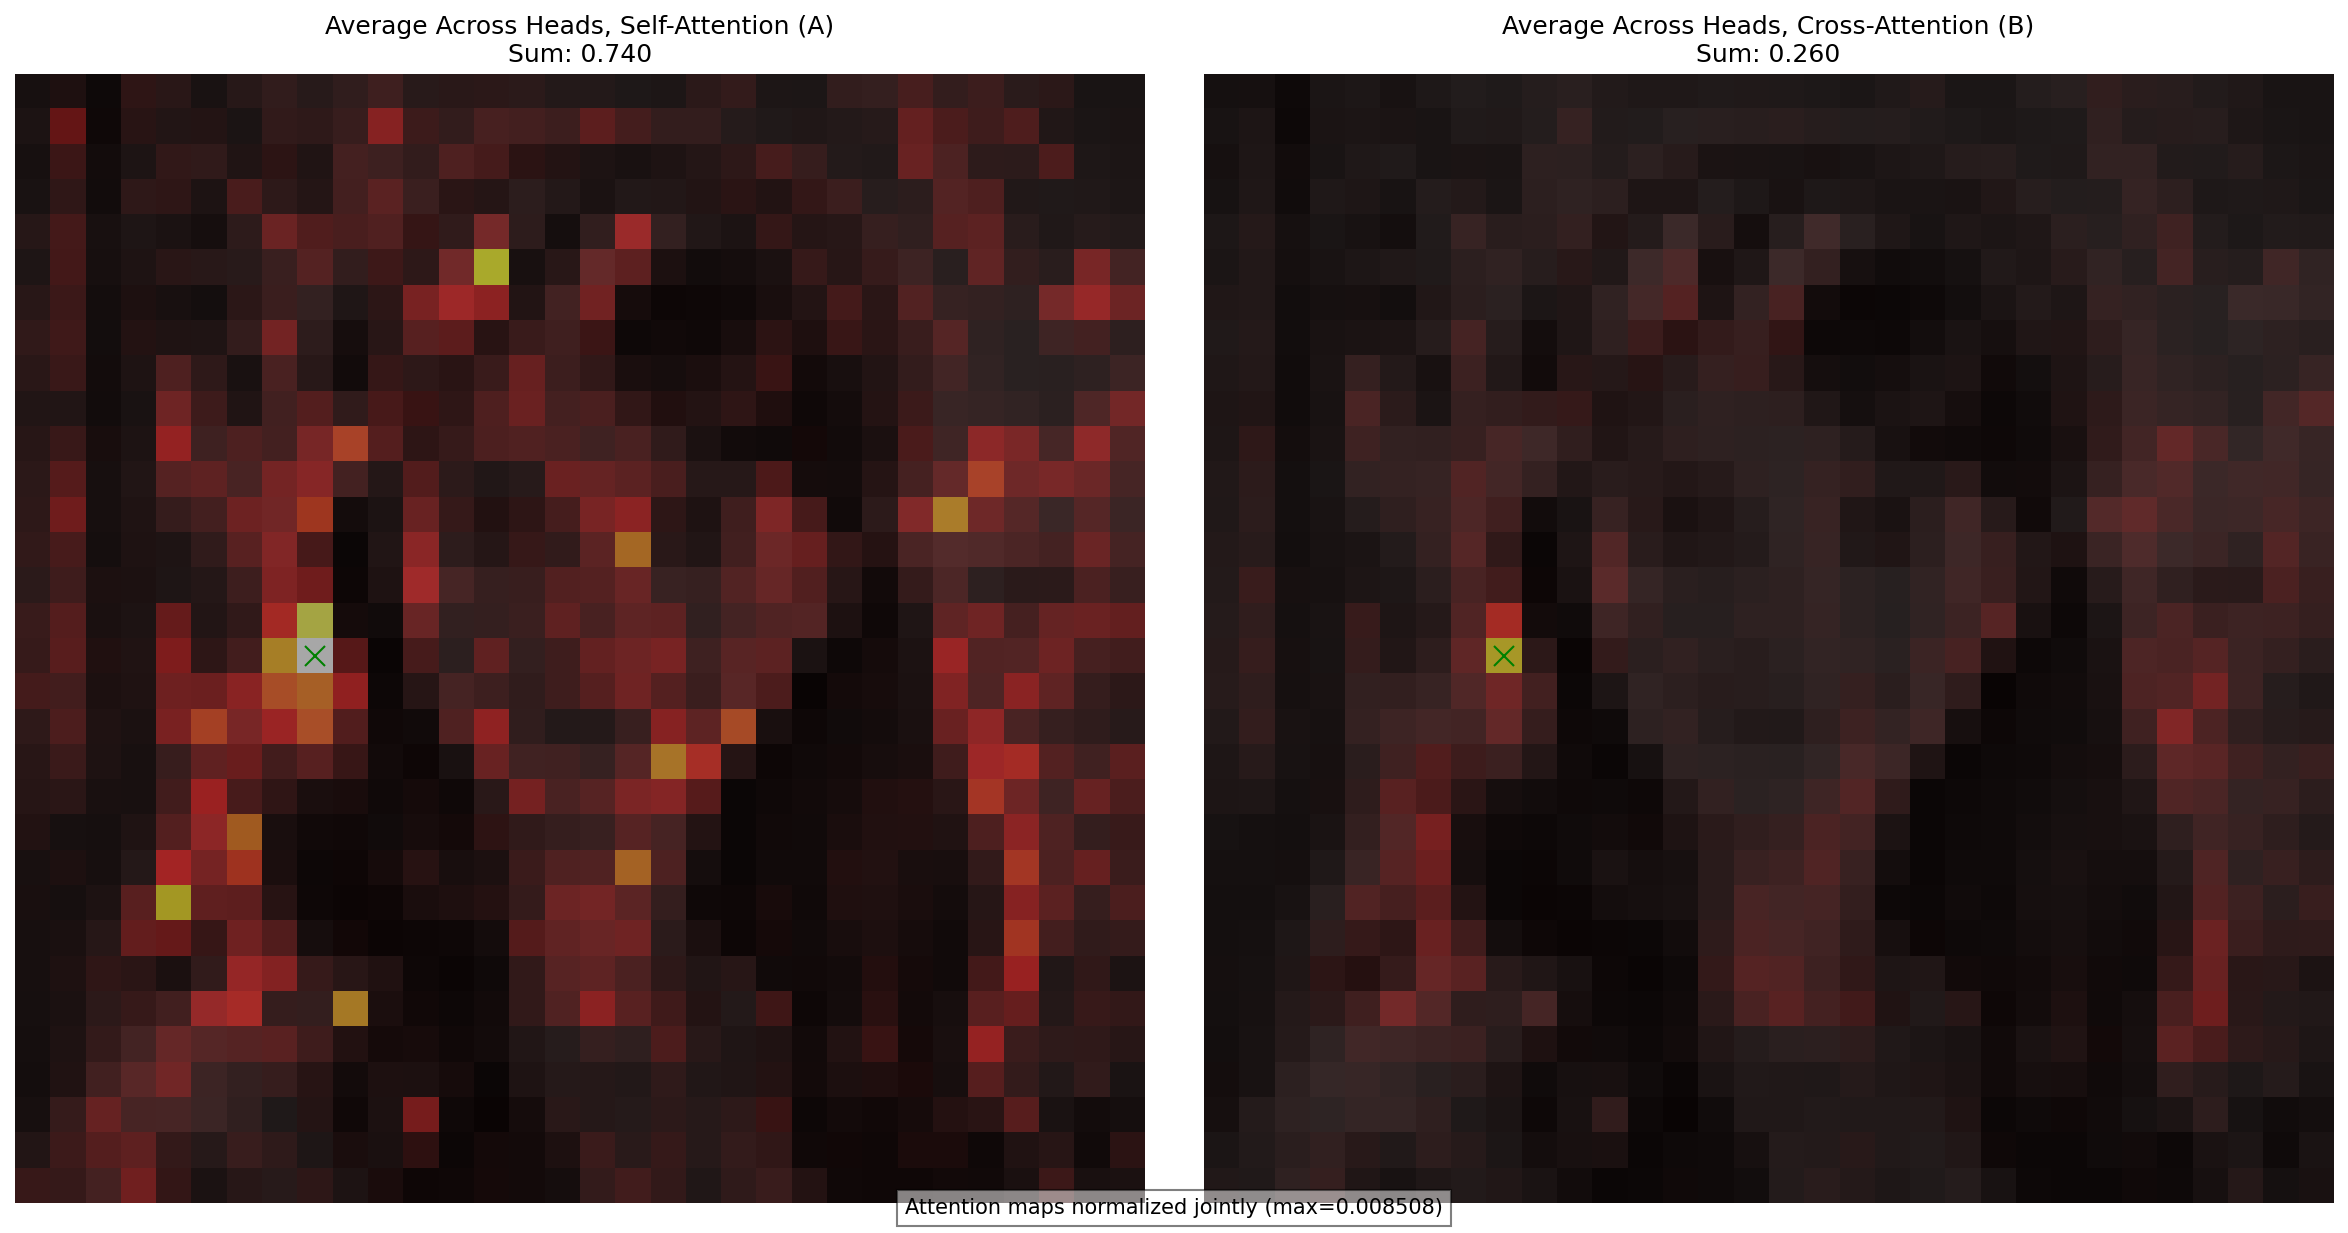 Average Across Heads, Self-Attention (A)
Sum: 0.740
Average Across Heads, Cross-Attention (B)
Sum: 0.260
Attention maps normalized jointly (max=0.008508)